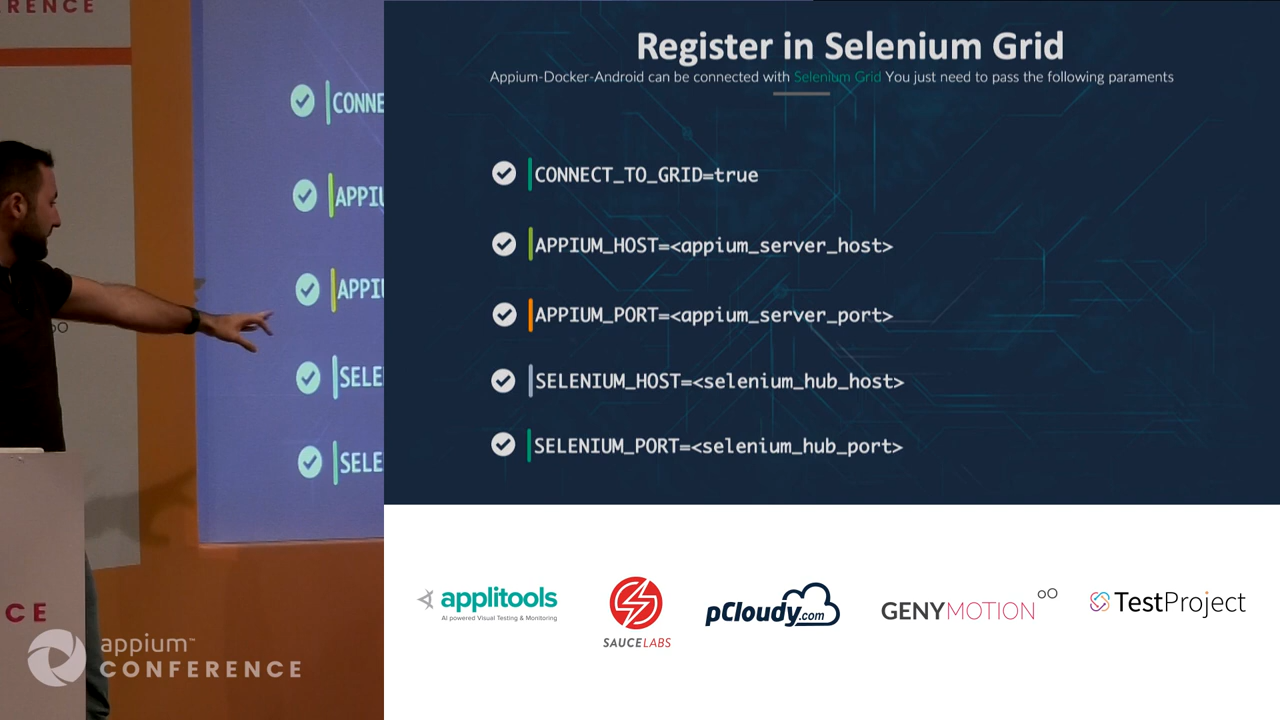 RENCE
CONNE
APPIU
APPIU
SELE
SELE
CE
appium™
CONFERENCE
Register in Selenium Grid
Appium-Docker-Android can be connected with Selenium Grid You just need to pass the following paraments
CONNECT_TO_GRID=true
APPIUM_HOST=<appium_server_host>
APPIUM_PORT=<appium_server_port>
SELENIUM_HOST=<selenium_hub_host>
SELENIUM_PORT=<selenium_hub_port>
applitools
AI powered Visual Testing & Monitoring
SAUCELABS
pCloudy.com
GENYMOTION
TestProject